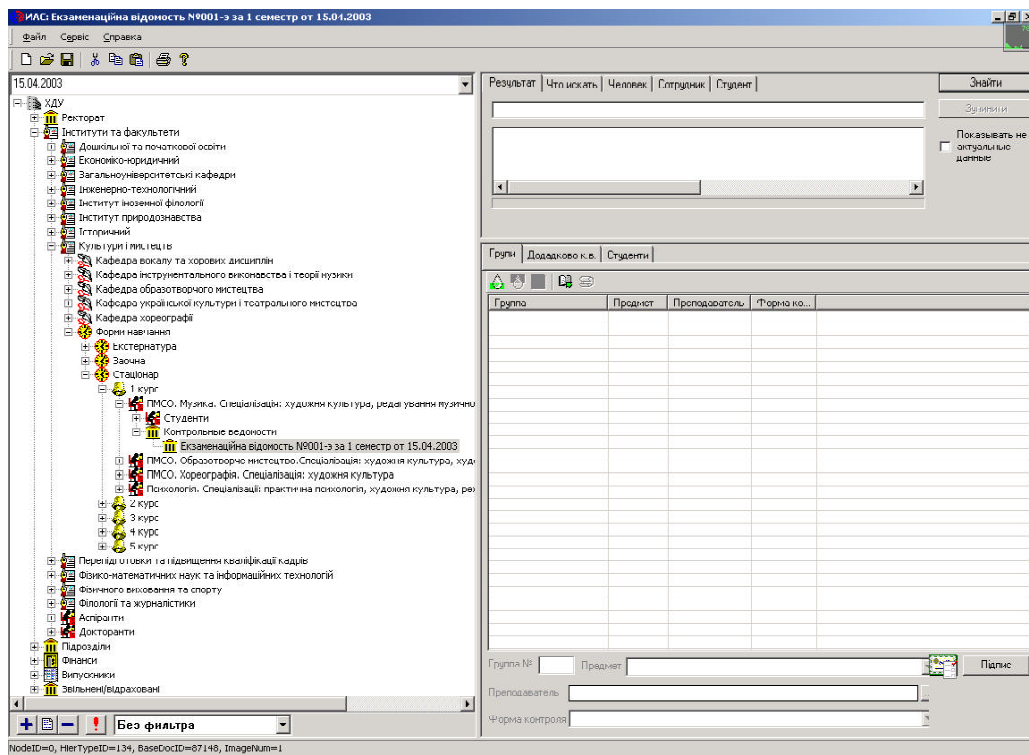 ИАС: Екзаменаційна відомость №001-э за 1 семестр от 15.04.2003
Файл Сервіс Справка
15.04.2003
ХДУ
Ректорат
Інститути та факультети
Дошкільної та початкової освіти
Економіко-юридичний
Загальноуніверситетські кафедри
Інженерно-технологічний
Інститут іноземної філології
Інститут природознавства
Історичний
Культури і мистецтв
Кафедра вокалу та хорових дисциплін
Кафедра інструментального виконавства і теорії музики
Кафедра образотворчого мистецтва
Кафедра української культури і театрального мистецтва
Кафедра хореографії
Форми навчання
Екстернатура
Заочна
Стаціонар
1 курс
ПМСО. Музика. Спеціалізація: художня культура, редагування музично
Студенти
Контрольные ведомости
Екзаменаційна відомость №001-э за 1 семестр от 15.04.2003
ПМСО. Образотворче мистецтво.Спеціалізація: художня культура, худ
ПМСО. Хореографія. Спеціалізація: художня культура
Психологія. Спеціалізації: практична психологія, художня культура, ре
2 курс
3 курс
4 курс
5 курс
Перепідготовки та підвищення кваліфікації кадрів
Фізико-математичних наук та інформаційних технологій
Фізичного виховання та спорту
Філології та журналістики
Аспіранти
Докторанти
Підрозділи
Фінанси
Випускники
Звільнені/відраховані
Без фильтра
NodeID=0, HierTypeID=134, BaseDocID=87148, ImageNum=1
Результат Что искать Человек Сотрудник Студент
Знайти
Зупинити
Показывать не
актуальные
данные
Групи Додадково к.в. Студенти
Группа Предмет Преподаватель Форма ко...
Группа № Предмет
Підпис
Преподаватель
Форма контроля